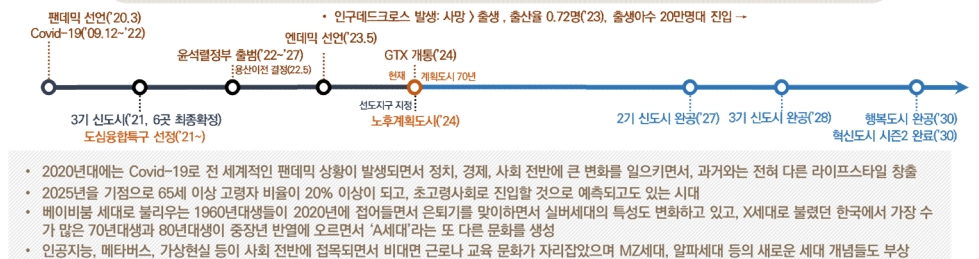 • 인구데드크로스 발생: 사망 > 출생 , 출산율 0.72명('23), 출생아수 20만명대 진입 →
팬데믹 선언('20.3)
Covid-19('09.12~'22)
윤석렬정부 출범('22~'27)
용산이전 결정(22.5)
엔데믹 선언('23.5)
GTX 개통('24)
현재
계획도시 70년
3기 신도시('21, 6곳 최종확정)
도심융합특구 선정('21~)
선도지구 지정
노후계획도시('24)
2기 신도시 완공('27)
3기 신도시 완공('28)
행복도시 완공('30)
혁신도시 시즌2 완료('30)
• 2020년대에는 Covid-19로 전 세계적인 팬데믹 상황이 발생되면서 정치, 경제, 사회 전반에 큰 변화를 일으키면서, 과거와는 전혀 다른 라이프스타일 창출
• 2025년을 기점으로 65세 이상 고령자 비율이 20% 이상이 되고, 초고령사회로 진입할 것으로 예측되고도 있는 시대
• 베이비붐 세대로 불리우는 1960년대생들이 2020년에 접어들면서 은퇴기를 맞이하면서 실버세대의 특성도 변화하고 있고, X세대로 불렸던 한국에서 가장 수
가 많은 70년대생과 80년대생이 중장년 반열에 오르면서 'A세대'라는 또 다른 문화를 생성
• 인공지능, 메타버스, 가상현실 등이 사회 전반에 접목되면서 비대면 근로나 교육 문화가 자리잡았으며 MZ세대, 알파세대 등의 새로운 세대 개념들도 부상